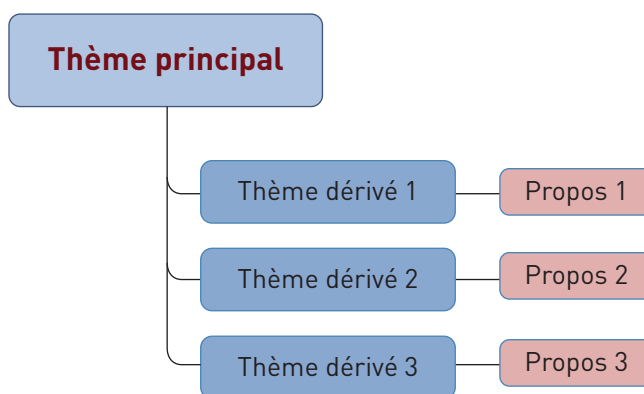 Thème principal
Thème dérivé 1
Propos 1
Thème dérivé 2
Propos 2
Thème dérivé 3
Propos 3